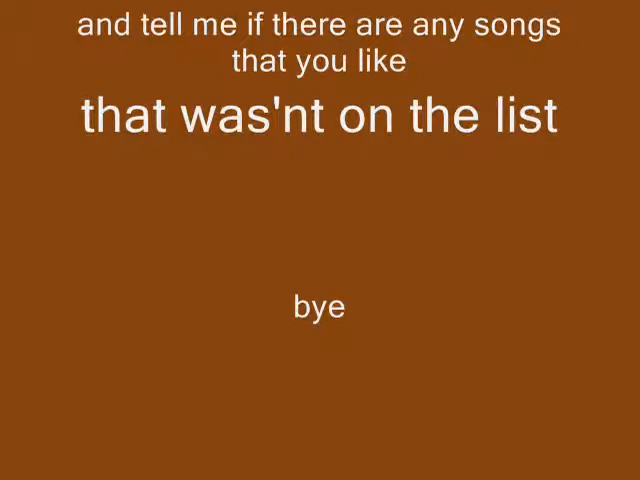 and tell me if there are any songs
that you like
that was'nt on the list
bye